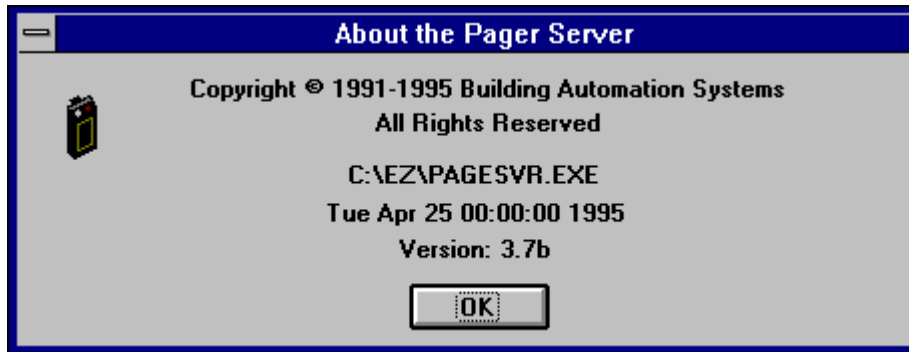 About the Pager Server
Copyright © 1991-1995 Building Automation Systems
All Rights Reserved
C:\EZ\PAGESVR.EXE
Tue Apr 25 00:00:00 1995
Version: 3.7b
OK